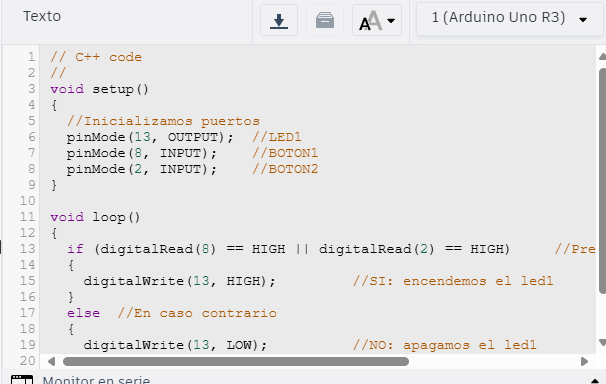 Texto
1 (Arduino Uno R3)
1 // C++ code
2 //
3 void setup()
4 {
5 //Inicializamos puertos
6 pinMode(13, OUTPUT); //LED1
7 pinMode(8, INPUT); //BOTON1
8 pinMode(2, INPUT); //BOTON2
9 }
10
11 void loop()
12 {
13 if (digitalRead(8) == HIGH || digitalRead(2) == HIGH) //Pre
14 {
15 digitalWrite(13, HIGH); //SI: encendemos el led1
16 }
17 else //En caso contrario
18 {
19 digitalWrite(13, LOW); //NO: apagamos el led1
20
Monitor en serie